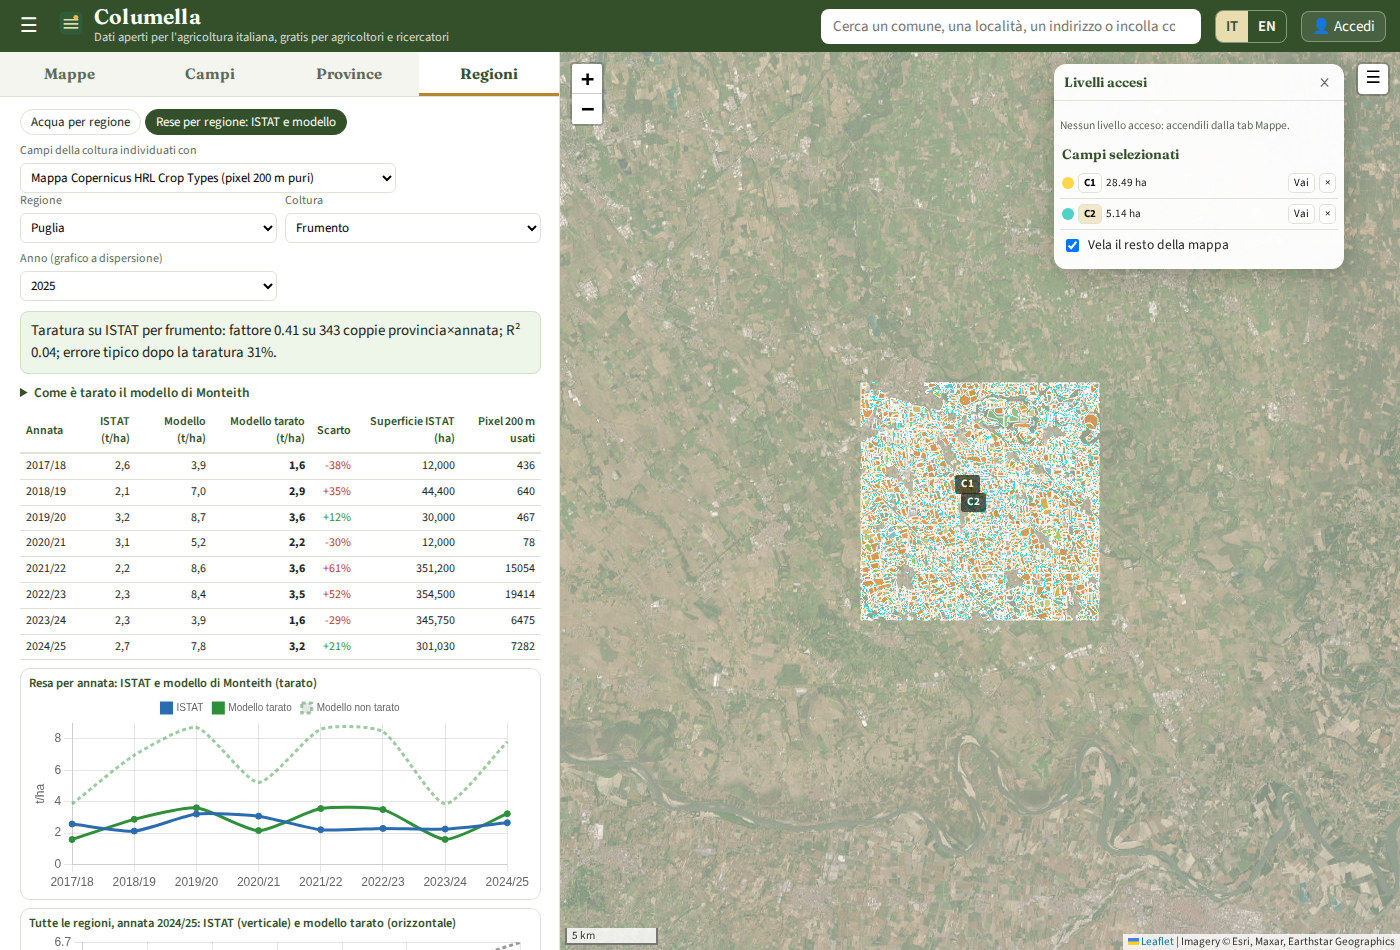 ☰
Columella
Dati aperti per l'agricoltura italiana, gratis per agricoltori e ricercatori
Cerca un comune, una località, un indirizzo o incolla cc
IT EN
Accedi
Mappe Campi Province Regioni
Acqua per regione Rese per regione: ISTAT e modello
Campi della coltura individuati con
Mappa Copernicus HRL Crop Types (pixel 200 m puri)
Regione Coltura
Puglia Frumento
Anno (grafico a dispersione)
2025
Taratura su ISTAT per frumento: fattore 0.41 su 343 coppie provincia×annata; R²
0.04; errore tipico dopo la taratura 31%.
▶ Come è tarato il modello di Monteith
Annata ISTAT (t/ha) Modello (t/ha) Modello tarato (t/ha) Scarto Superficie ISTAT (ha) Pixel 200 m usati
2017/18 2,6 3,9 1,6 -38% 12,000 436
2018/19 2,1 7,0 2,9 +35% 44,400 640
2019/20 3,2 8,7 3,6 +12% 30,000 467
2020/21 3,1 5,2 2,2 -30% 12,000 78
2021/22 2,2 8,6 3,6 +61% 351,200 15054
2022/23 2,3 8,4 3,5 +52% 354,500 19414
2023/24 2,3 3,9 1,6 -29% 345,750 6475
2024/25 2,7 7,8 3,2 +21% 301,030 7282
Resa per annata: ISTAT e modello di Monteith (tarato)
ISTAT Modello tarato Modello non tarato
t/ha
8
6
4
2
0
2017/18 2018/19 2019/20 2020/21 2021/22 2022/23 2023/24 2024/25
Tutte le regioni, annata 2024/25: ISTAT (verticale) e modello tarato (orizzontale)
6.7
+
−
Livelli accesi ×
Nessun livello acceso: accendili dalla tab Mappe.
Campi selezionati
C1 28.49 ha Vai ×
C2 5.14 ha Vai ×
Vela il resto della mappa
☰
C1
C2
5 km
Leaflet | Imagery © Esri, Maxar, Earthstar Geographics